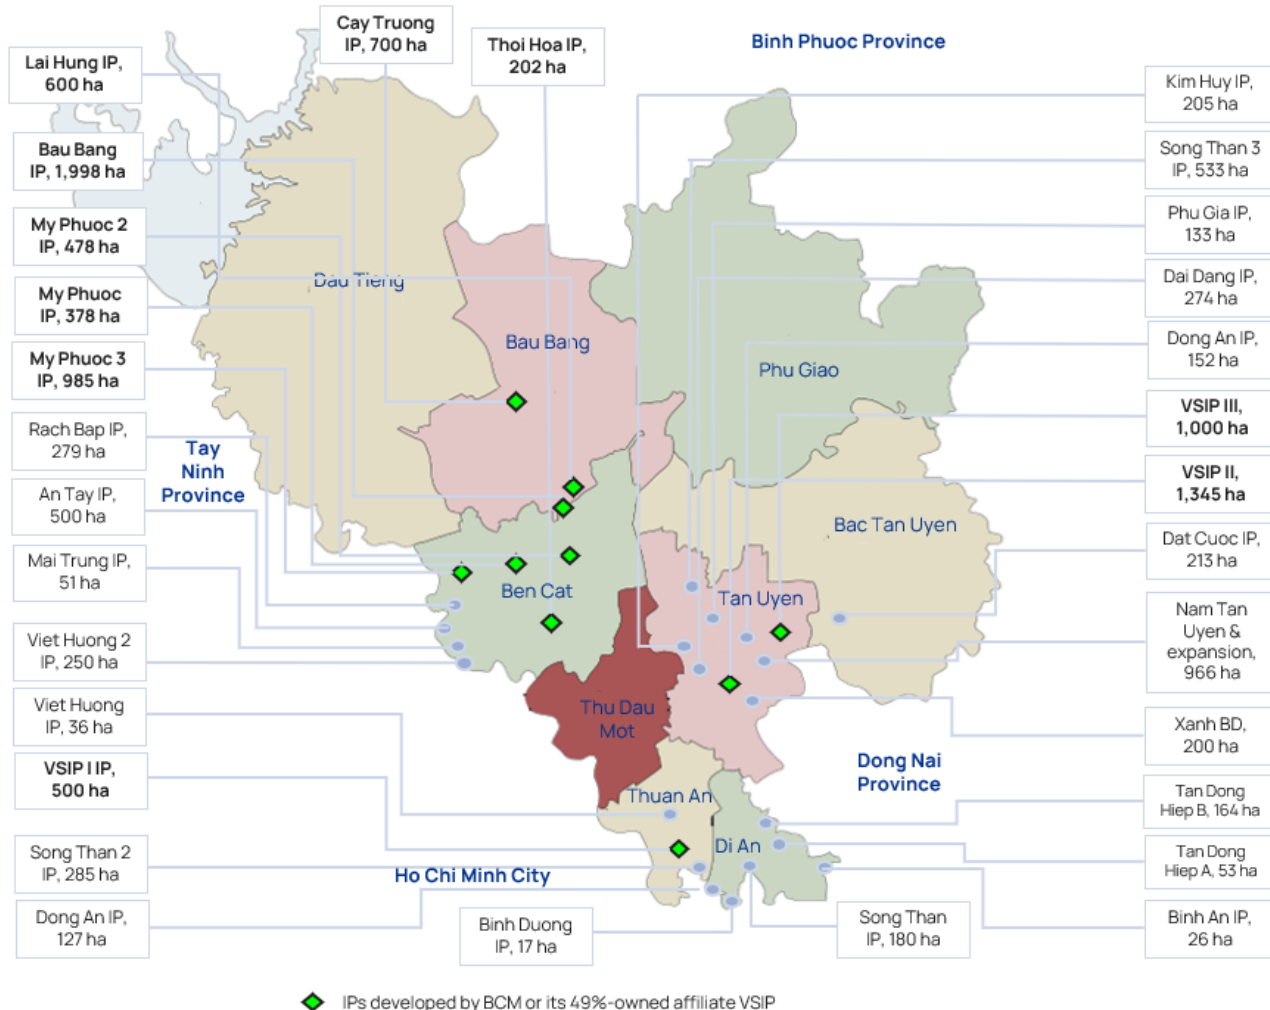 Cay Truong
IP, 700 ha
Thoi Hoa IP,
202 ha
Binh Phuoc Province
Lai Hung IP,
600 ha
Bau Bang
IP, 1,998 ha
My Phuoc 2
IP, 478 ha
My Phuoc
IP, 378 ha
My Phuoc 3
IP, 985 ha
Rach Bap IP,
279 ha
An Tay IP,
500 ha
Mai Trung IP,
51 ha
Viet Huong 2
IP, 250 ha
Viet Huong
IP, 36 ha
VSIP I IP,
500 ha
Song Than 2
IP, 285 ha
Dong An IP,
127 ha
Tay
Ninh
Province
Dau Tieng
Bau Bang
Phu Giao
Bac Tan Uyen
Ben Cat
Tan Uyen
Thu Dau
Mot
Thuan An
Di An
Dong Nai
Province
Ho Chi Minh City
Binh Duong
IP, 17 ha
Song Than
IP, 180 ha
Kim Huy IP,
205 ha
Song Than 3
IP, 533 ha
Phu Gia IP,
133 ha
Dai Dang IP,
274 ha
Dong An IP,
152 ha
VSIP III,
1,000 ha
VSIP II,
1,345 ha
Dat Cuoc IP,
213 ha
Nam Tan
Uyen &
expansion,
966 ha
Xanh BD,
200 ha
Tan Dong
Hiep B, 164 ha
Tan Dong
Hiep A, 53 ha
Binh An IP,
26 ha
IPs developed by BCM or its 49%-owned affiliate VSIP